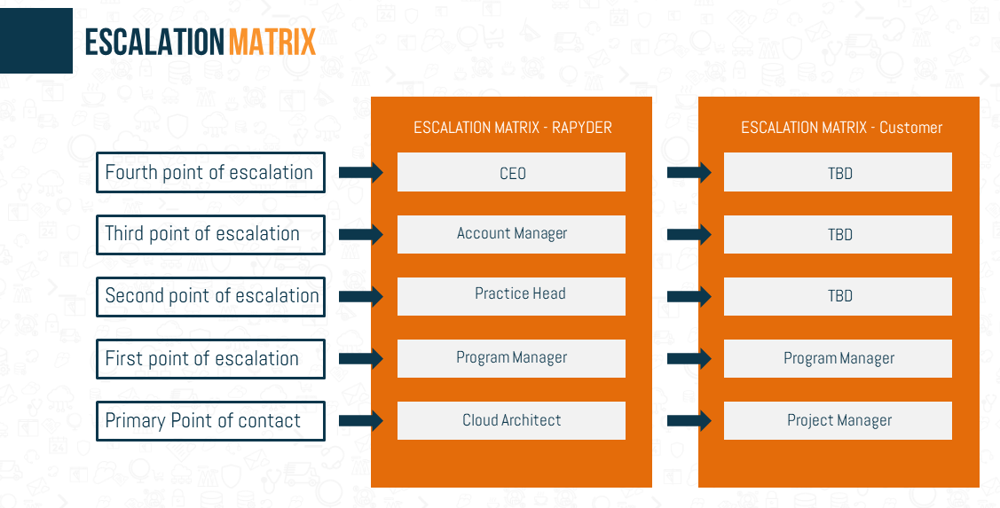 ESCALATION MATRIX
ESCALATION MATRIX - RAPYDER
ESCALATION MATRIX - Customer
Fourth point of escalation
CEO
TBD
Third point of escalation
Account Manager
TBD
Second point of escalation
Practice Head
TBD
First point of escalation
Program Manager
Program Manager
Primary Point of contact
Cloud Architect
Project Manager